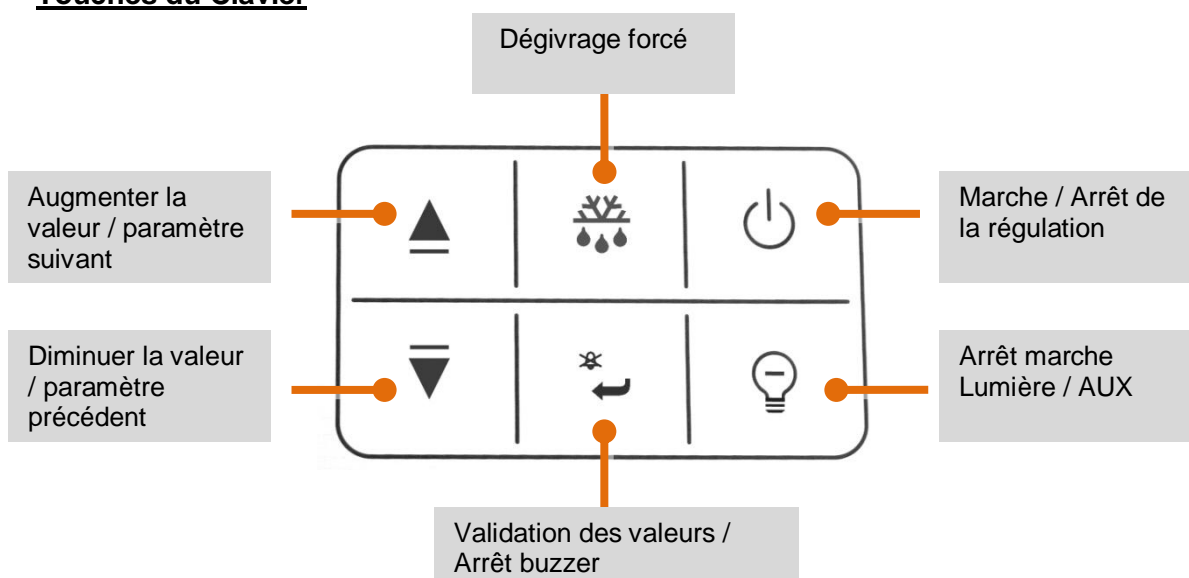 Touches du Clavier
Dégivrage forcé
Augmenter la
valeur / paramètre
suivant
Marche / Arrêt de
la régulation
Diminuer la valeur
/ paramètre
précédent
Arrêt marche
Lumière / AUX
Validation des valeurs /
Arrêt buzzer